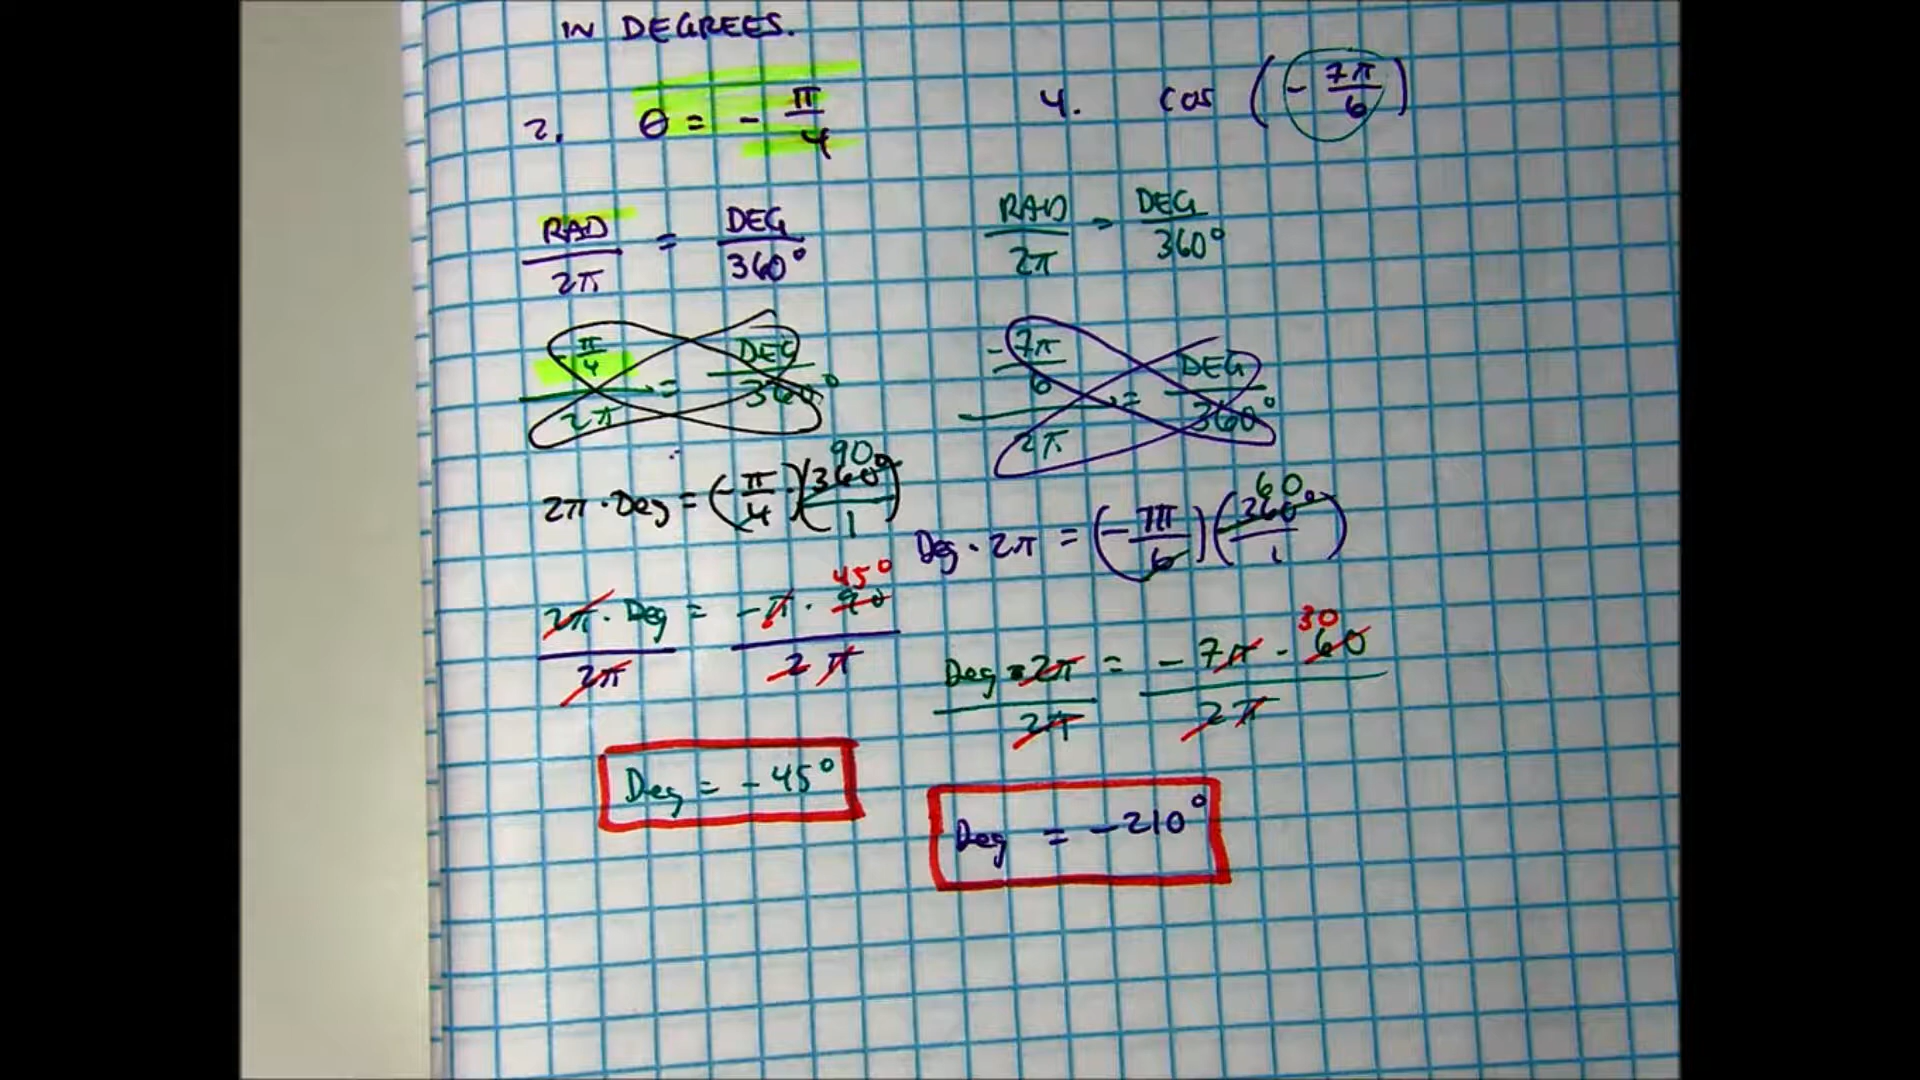 IN DEGREES.
2. θ = - π/4
RAD/2π = DEG/360°
π/4 / 2π = DEG/360°
2π · Deg = (- π/4 · )(360°/1) 90
2π · Deg / 2π = -π · 90 / 2π 45°
Deg = -45°
4. cos (- 7π/6)
RAD/2π = DEG/360°
- 7π/6 / 2π = DEG/360°
Deg · 2π = (- 7π/6)(360°/1) 60
Deg · 2π / 2π = - 7π · 60 / 2π 30
Deg = -210°